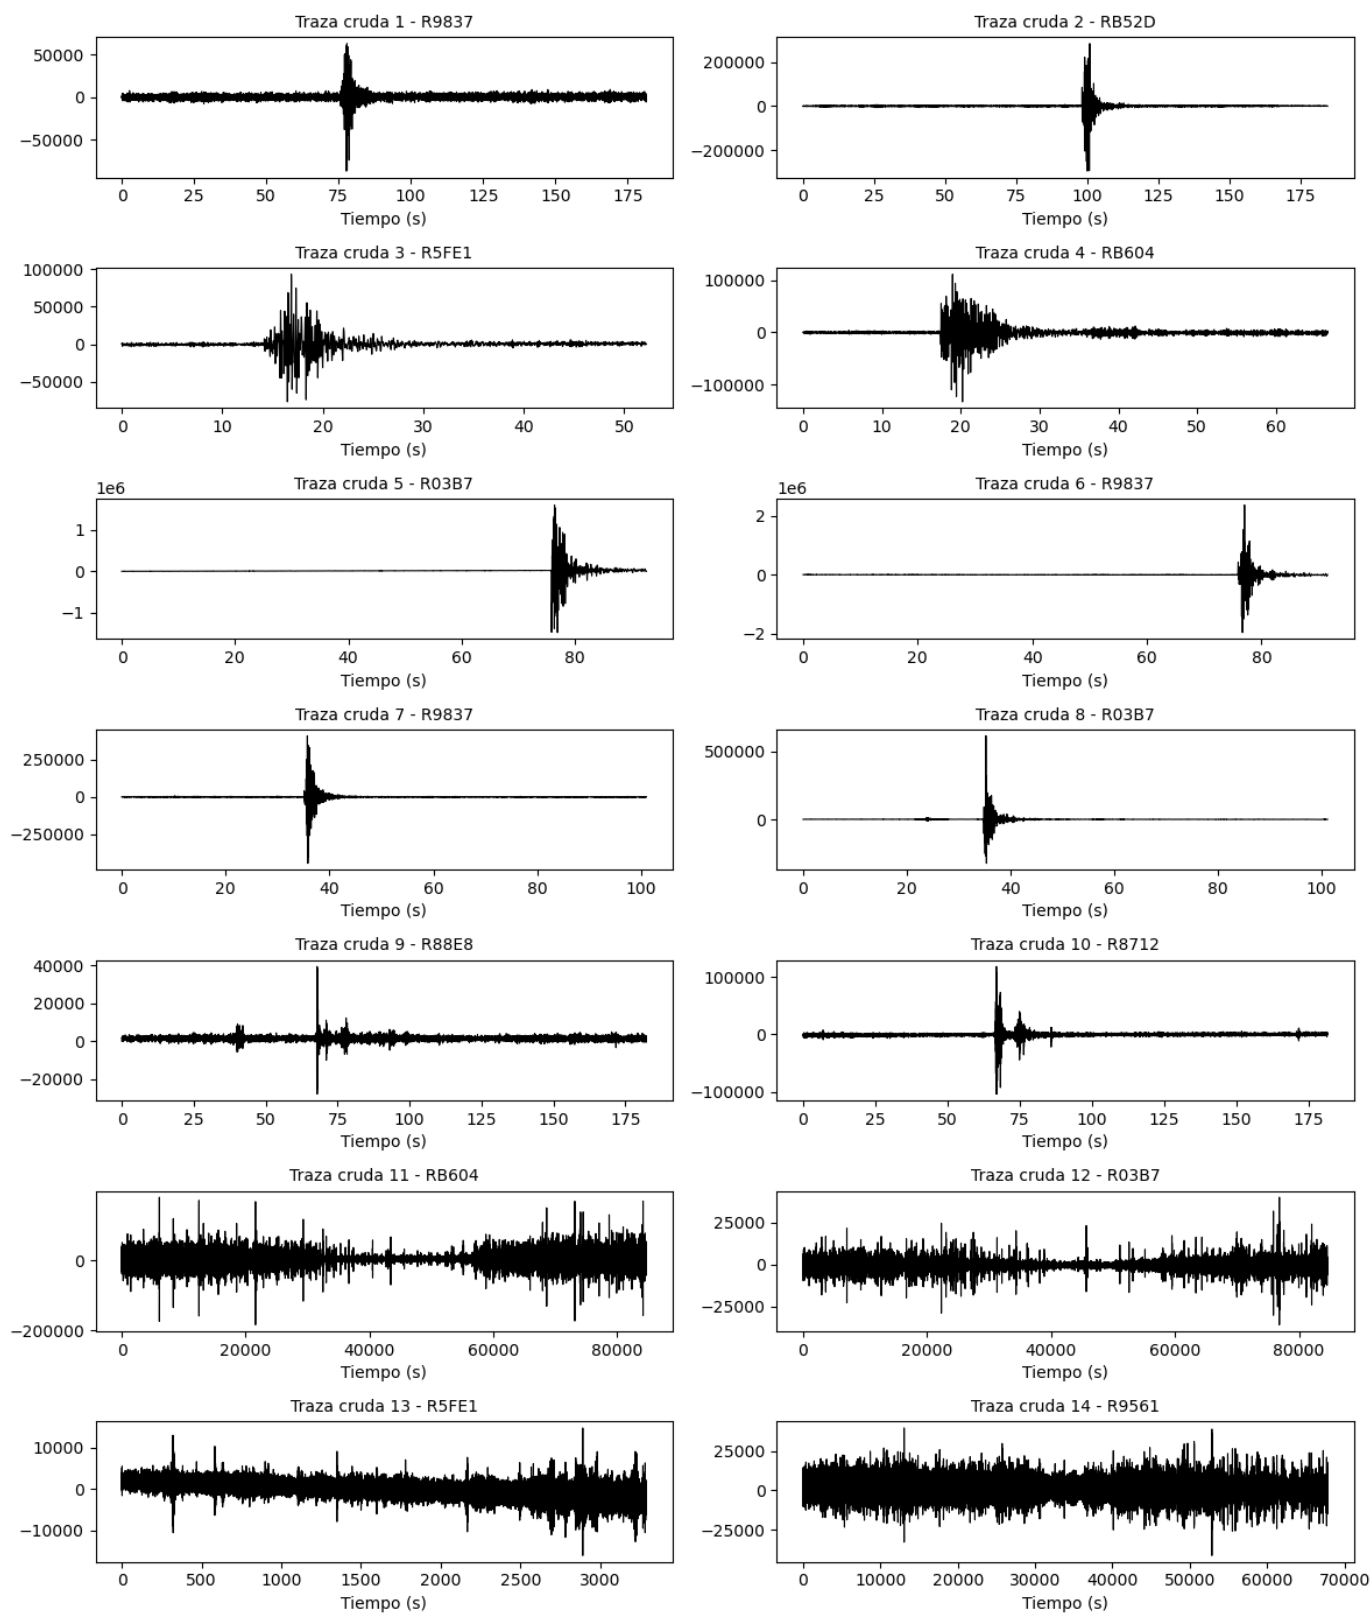 Traza cruda 1 - R9837
50000
0
−50000
0 25 50 75 100 125 150 175
Tiempo (s)
Traza cruda 2 - RB52D
200000
0
−200000
0 25 50 75 100 125 150 175
Tiempo (s)
Traza cruda 3 - R5FE1
100000
50000
0
−50000
0 10 20 30 40 50
Tiempo (s)
Traza cruda 4 - RB604
100000
0
−100000
0 10 20 30 40 50 60
Tiempo (s)
Traza cruda 5 - R03B7
1e6
1
0
−1
0 20 40 60 80
Tiempo (s)
Traza cruda 6 - R9837
1e6
2
0
−2
0 20 40 60 80
Tiempo (s)
Traza cruda 7 - R9837
250000
0
−250000
0 20 40 60 80 100
Tiempo (s)
Traza cruda 8 - R03B7
500000
0
0 20 40 60 80 100
Tiempo (s)
Traza cruda 9 - R88E8
40000
20000
0
−20000
0 25 50 75 100 125 150 175
Tiempo (s)
Traza cruda 10 - R8712
100000
0
−100000
0 25 50 75 100 125 150 175
Tiempo (s)
Traza cruda 11 - RB604
0
−200000
0 20000 40000 60000 80000
Tiempo (s)
Traza cruda 12 - R03B7
25000
0
−25000
0 20000 40000 60000 80000
Tiempo (s)
Traza cruda 13 - R5FE1
10000
0
−10000
0 500 1000 1500 2000 2500 3000
Tiempo (s)
Traza cruda 14 - R9561
25000
0
−25000
0 10000 20000 30000 40000 50000 60000 70000
Tiempo (s)